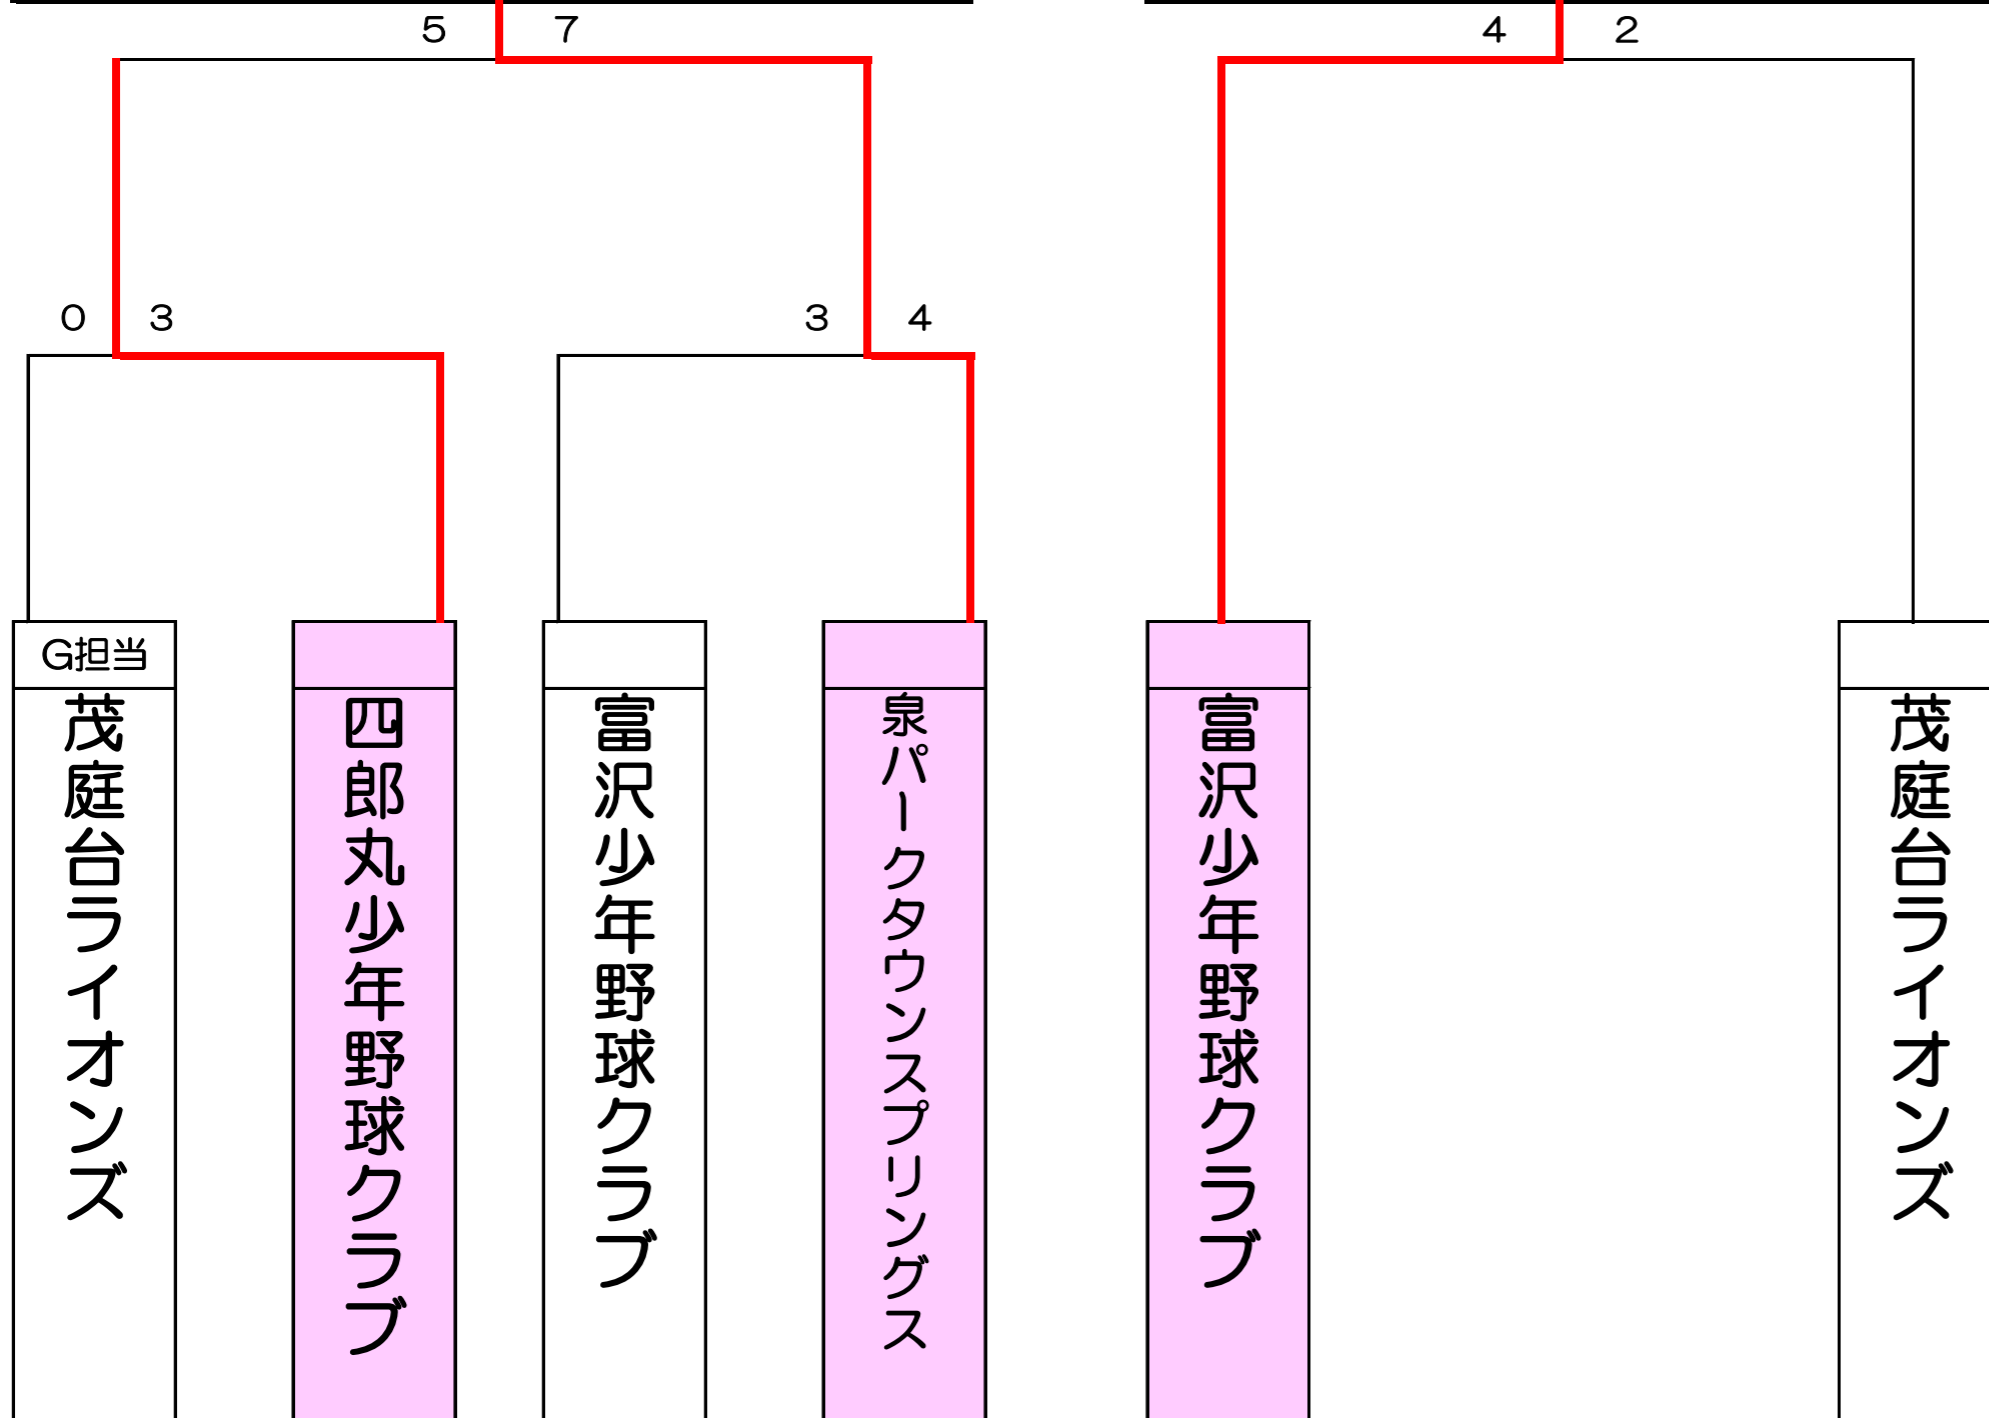 5 7
4 2
0 3
3 4
G担当
茂庭台ライオンズ
四郎丸少年野球クラブ
富沢少年野球クラブ
泉パークタウンスプリングス
富沢少年野球クラブ
茂庭台ライオンズ